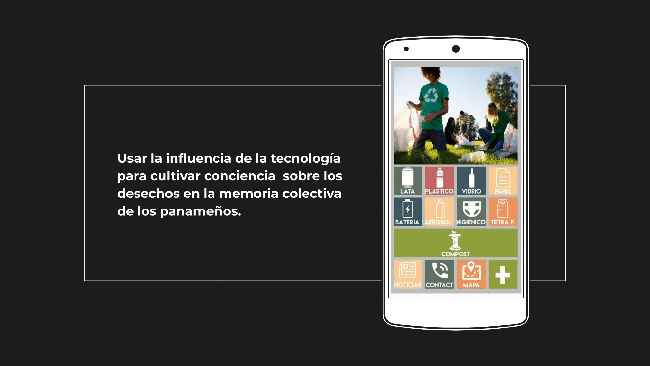 Usar la influencia de la tecnología
para cultivar conciencia sobre los
desechos en la memoria colectiva
de los panameños.
LATA PLASTICO VIDRIO PAPEL
BATERIA AEROSOL HIGIENICO TETRA P.
COMPOST
NOTICIAS CONTACT MAPA